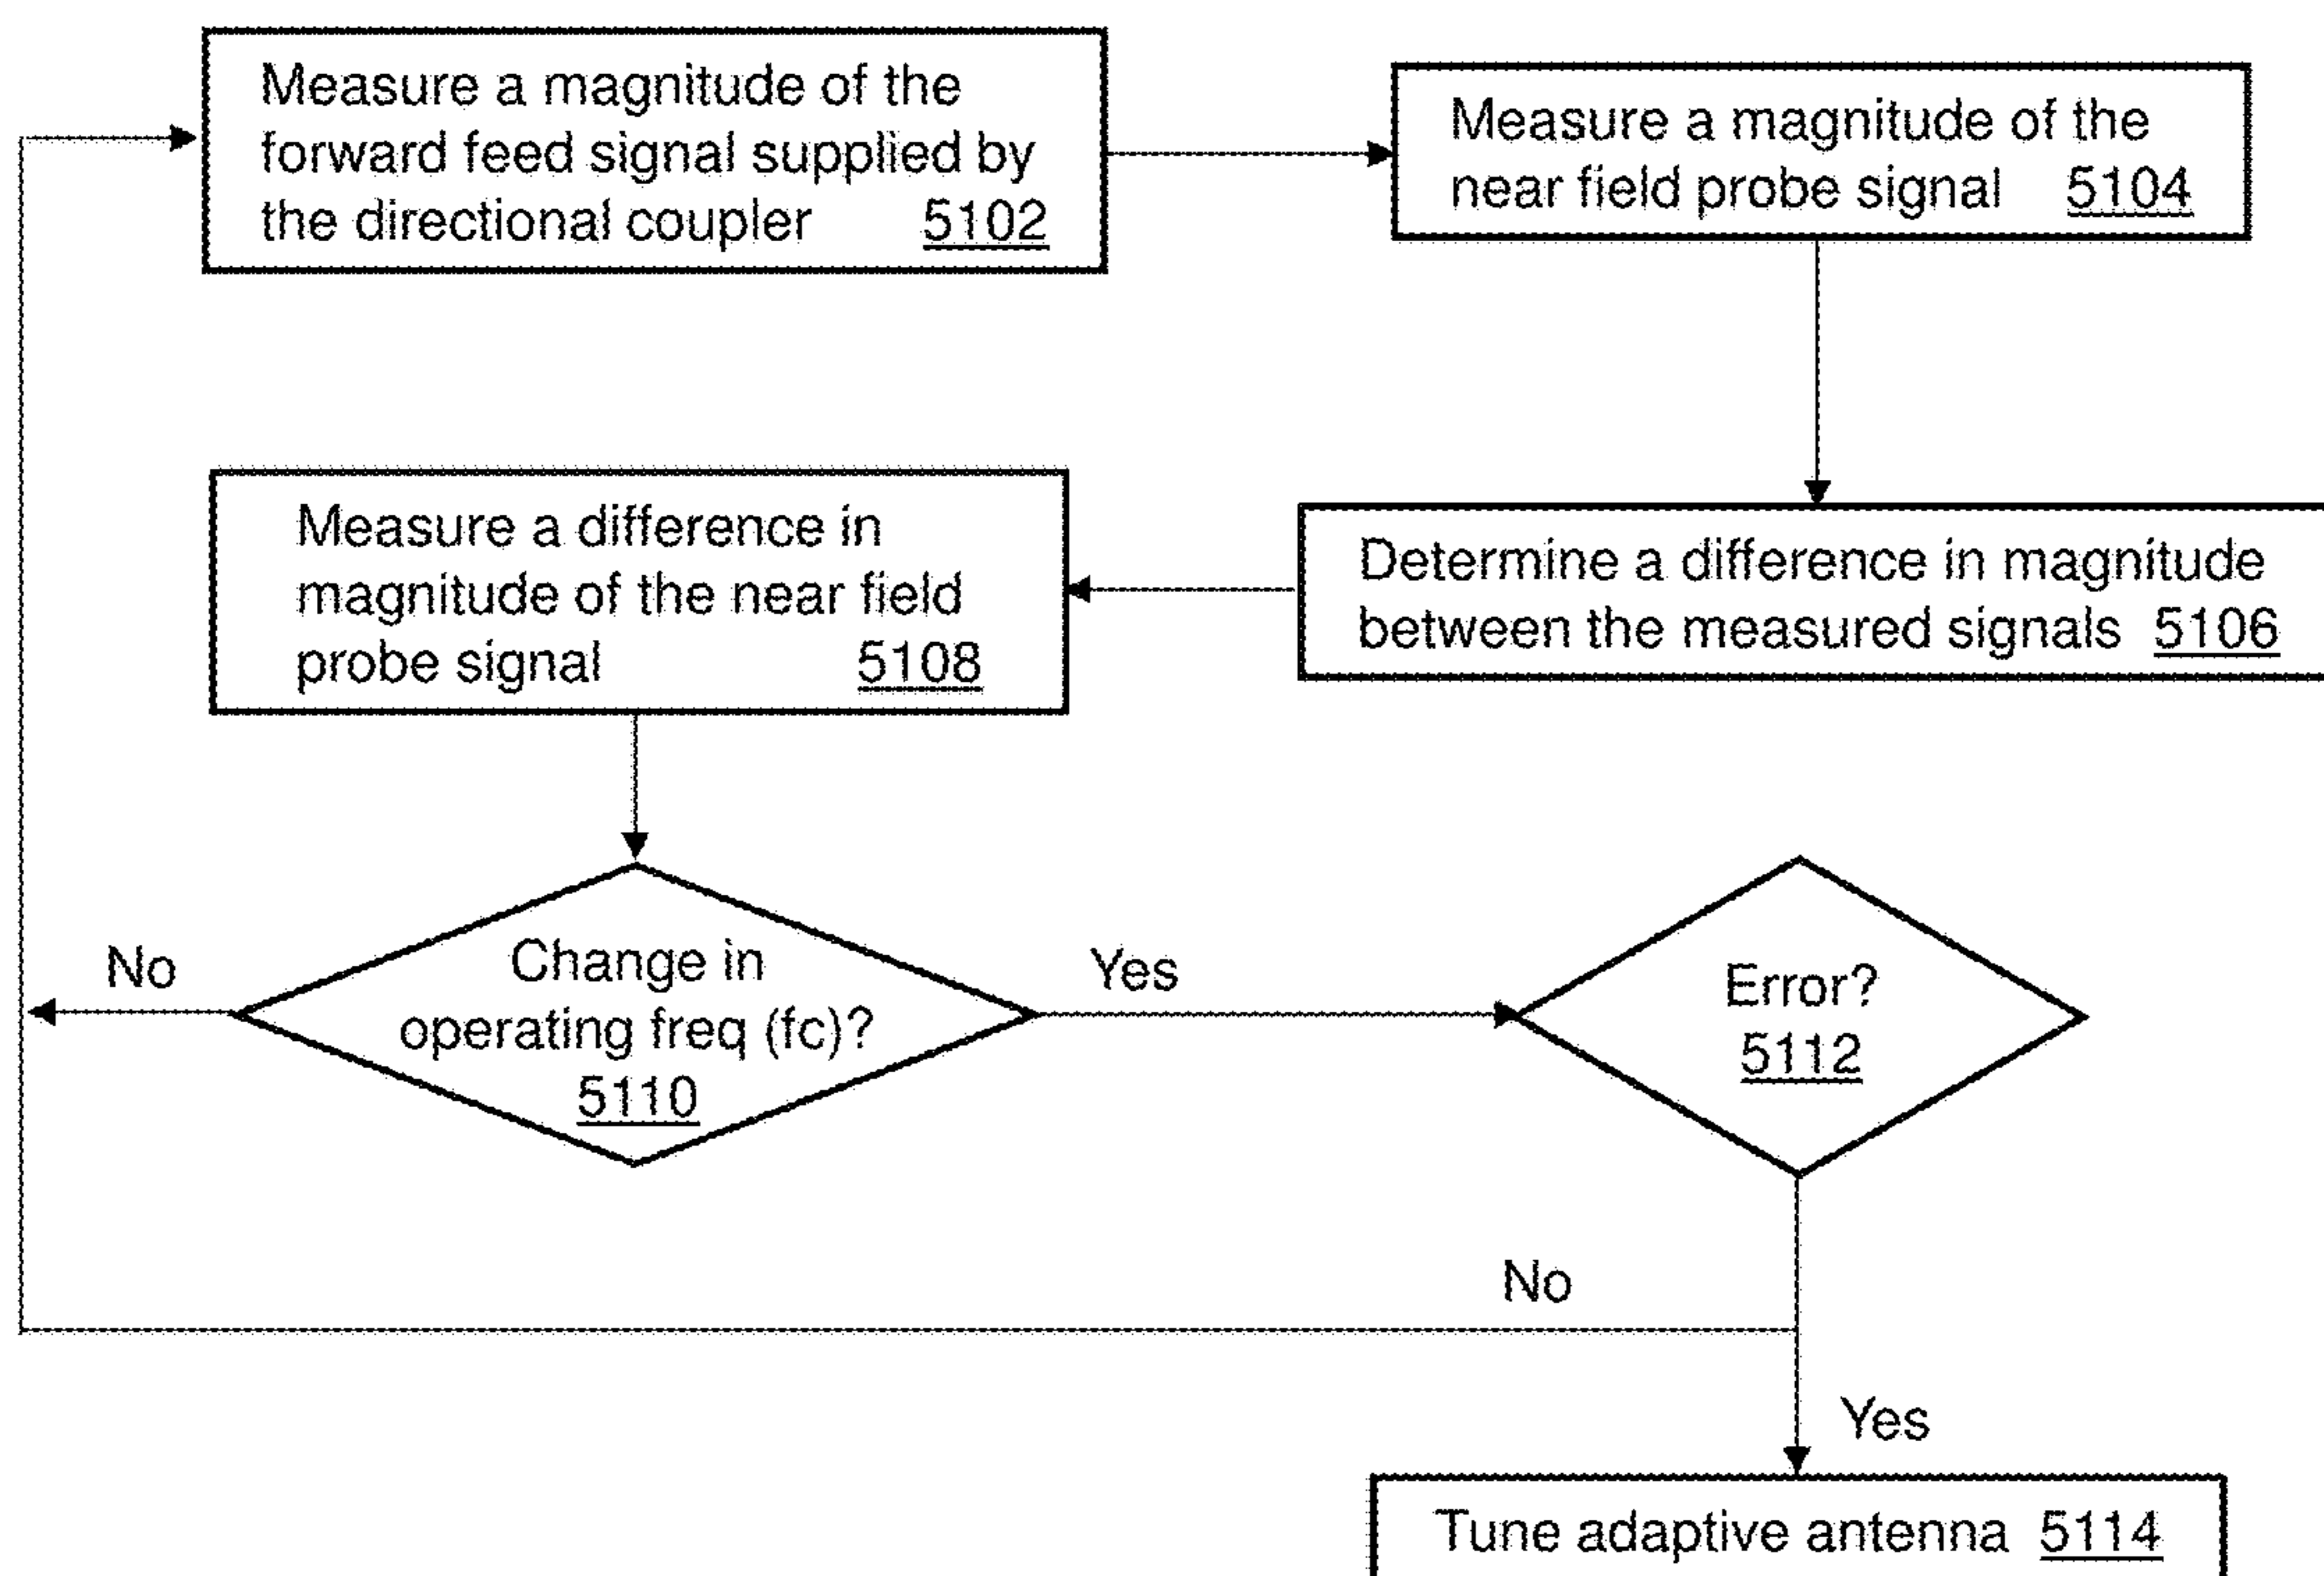 Measure a magnitude of the
forward feed signal supplied by
the directional coupler 5102
Measure a magnitude of the
near field probe signal 5104
Determine a difference in magnitude
between the measured signals 5106
Measure a difference in
magnitude of the near field
probe signal 5108
Change in
operating freq (fc)?
5110
No
Yes
Error?
5112
No
Yes
Tune adaptive antenna 5114